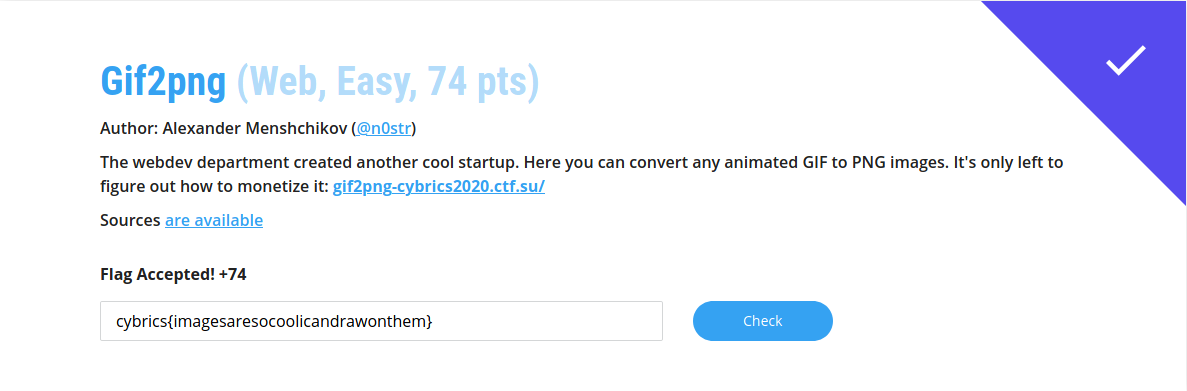 Gif2png (Web, Easy, 74 pts)
Author: Alexander Menshchikov (@n0str)
The webdev department created another cool startup. Here you can convert any animated GIF to PNG images. It's only left to
figure out how to monetize it: gif2png-cybrics2020.ctf.su/
Sources are available
Flag Accepted! +74
cybrics{imagesaresocoolicandrawonthem}
Check